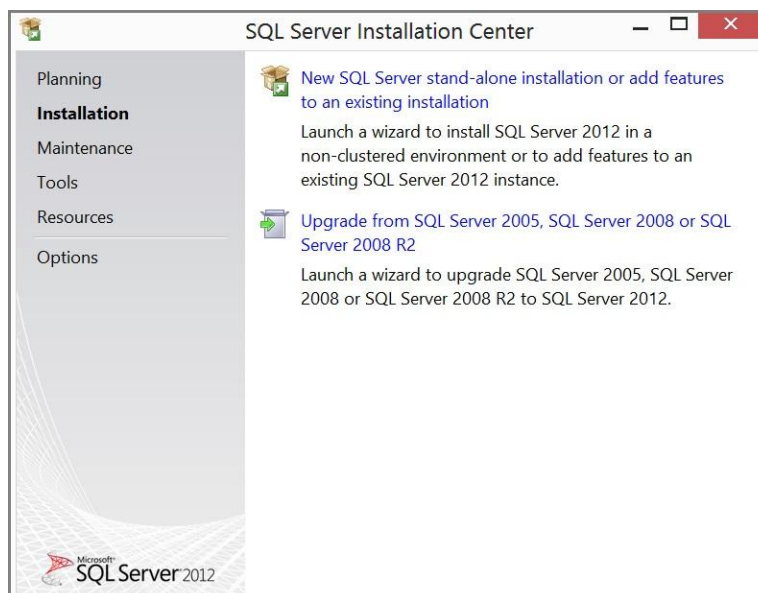 SQL Server Installation Center
Planning
Installation
Maintenance
Tools
Resources
Options
New SQL Server stand-alone installation or add features
to an existing installation
Launch a wizard to install SQL Server 2012 in a
non-clustered environment or to add features to an
existing SQL Server 2012 instance.
Upgrade from SQL Server 2005, SQL Server 2008 or SQL
Server 2008 R2
Launch a wizard to upgrade SQL Server 2005, SQL Server
2008 or SQL Server 2008 R2 to SQL Server 2012.
Microsoft®
SQL Server 2012